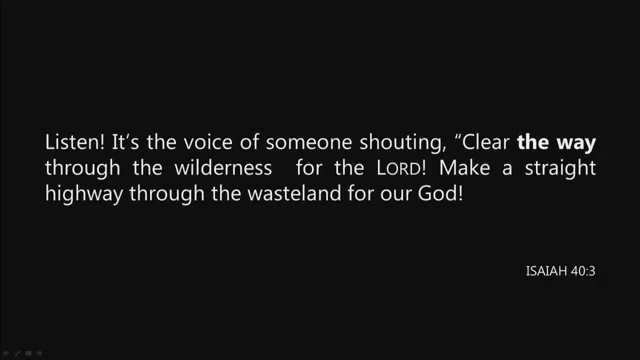 Listen! It’s the voice of someone shouting, “Clear the way
through the wilderness for the LORD! Make a straight
highway through the wasteland for our God!
ISAIAH 40:3